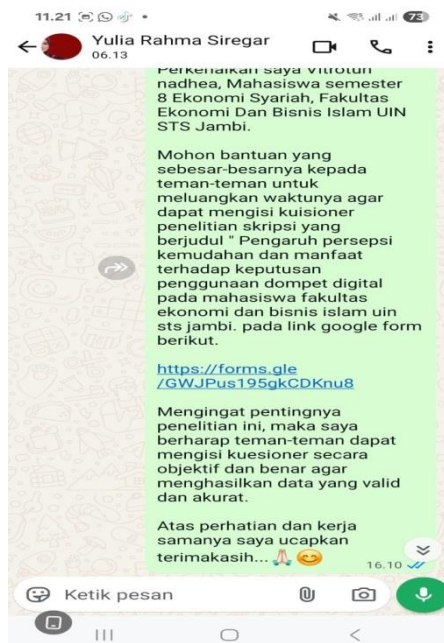 11.21
73
Yulia Rahma Siregar
06.13
Perkenalkan saya Vitrotun
nadhea, Mahasiswa semester
8 Ekonomi Syariah, Fakultas
Ekonomi Dan Bisnis Islam UIN
STS Jambi.
Mohon bantuan yang
sebesar-besarnya kepada
teman-teman untuk
meluangkan waktunya agar
dapat mengisi kuisioner
penelitian skripsi yang
berjudul " Pengaruh persepsi
kemudahan dan manfaat
terhadap keputusan
penggunaan dompet digital
pada mahasiswa fakultas
ekonomi dan bisnis islam uin
sts jambi. pada link google form
berikut.
https://forms.gle
/GWJPus195gkCDKnu8
Mengingat pentingnya
penelitian ini, maka saya
berharap teman-teman dapat
mengisi kuesioner secara
objektif dan benar agar
menghasilkan data yang valid
dan akurat.
Atas perhatian dan kerja
samanya saya ucapkan
terimakasih...🙏😊
16.10
Ketik pesan